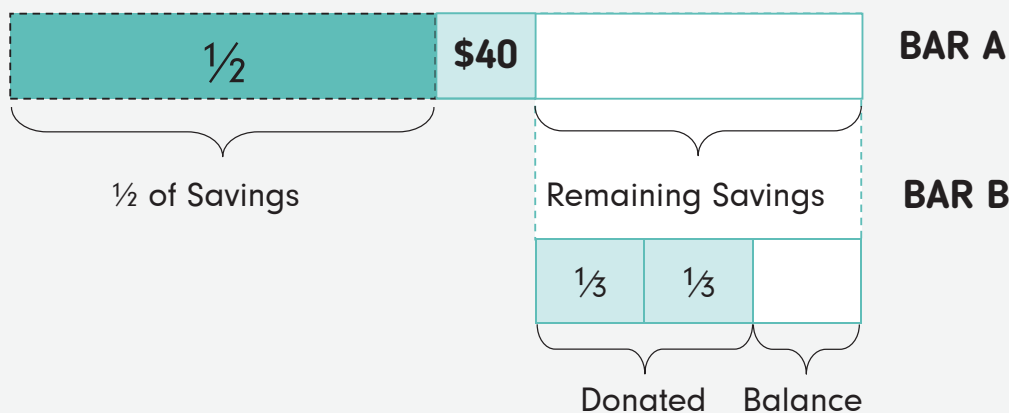 ½
$40
BAR A
½ of Savings
Remaining Savings
BAR B
⅓
⅓
Donated
Balance